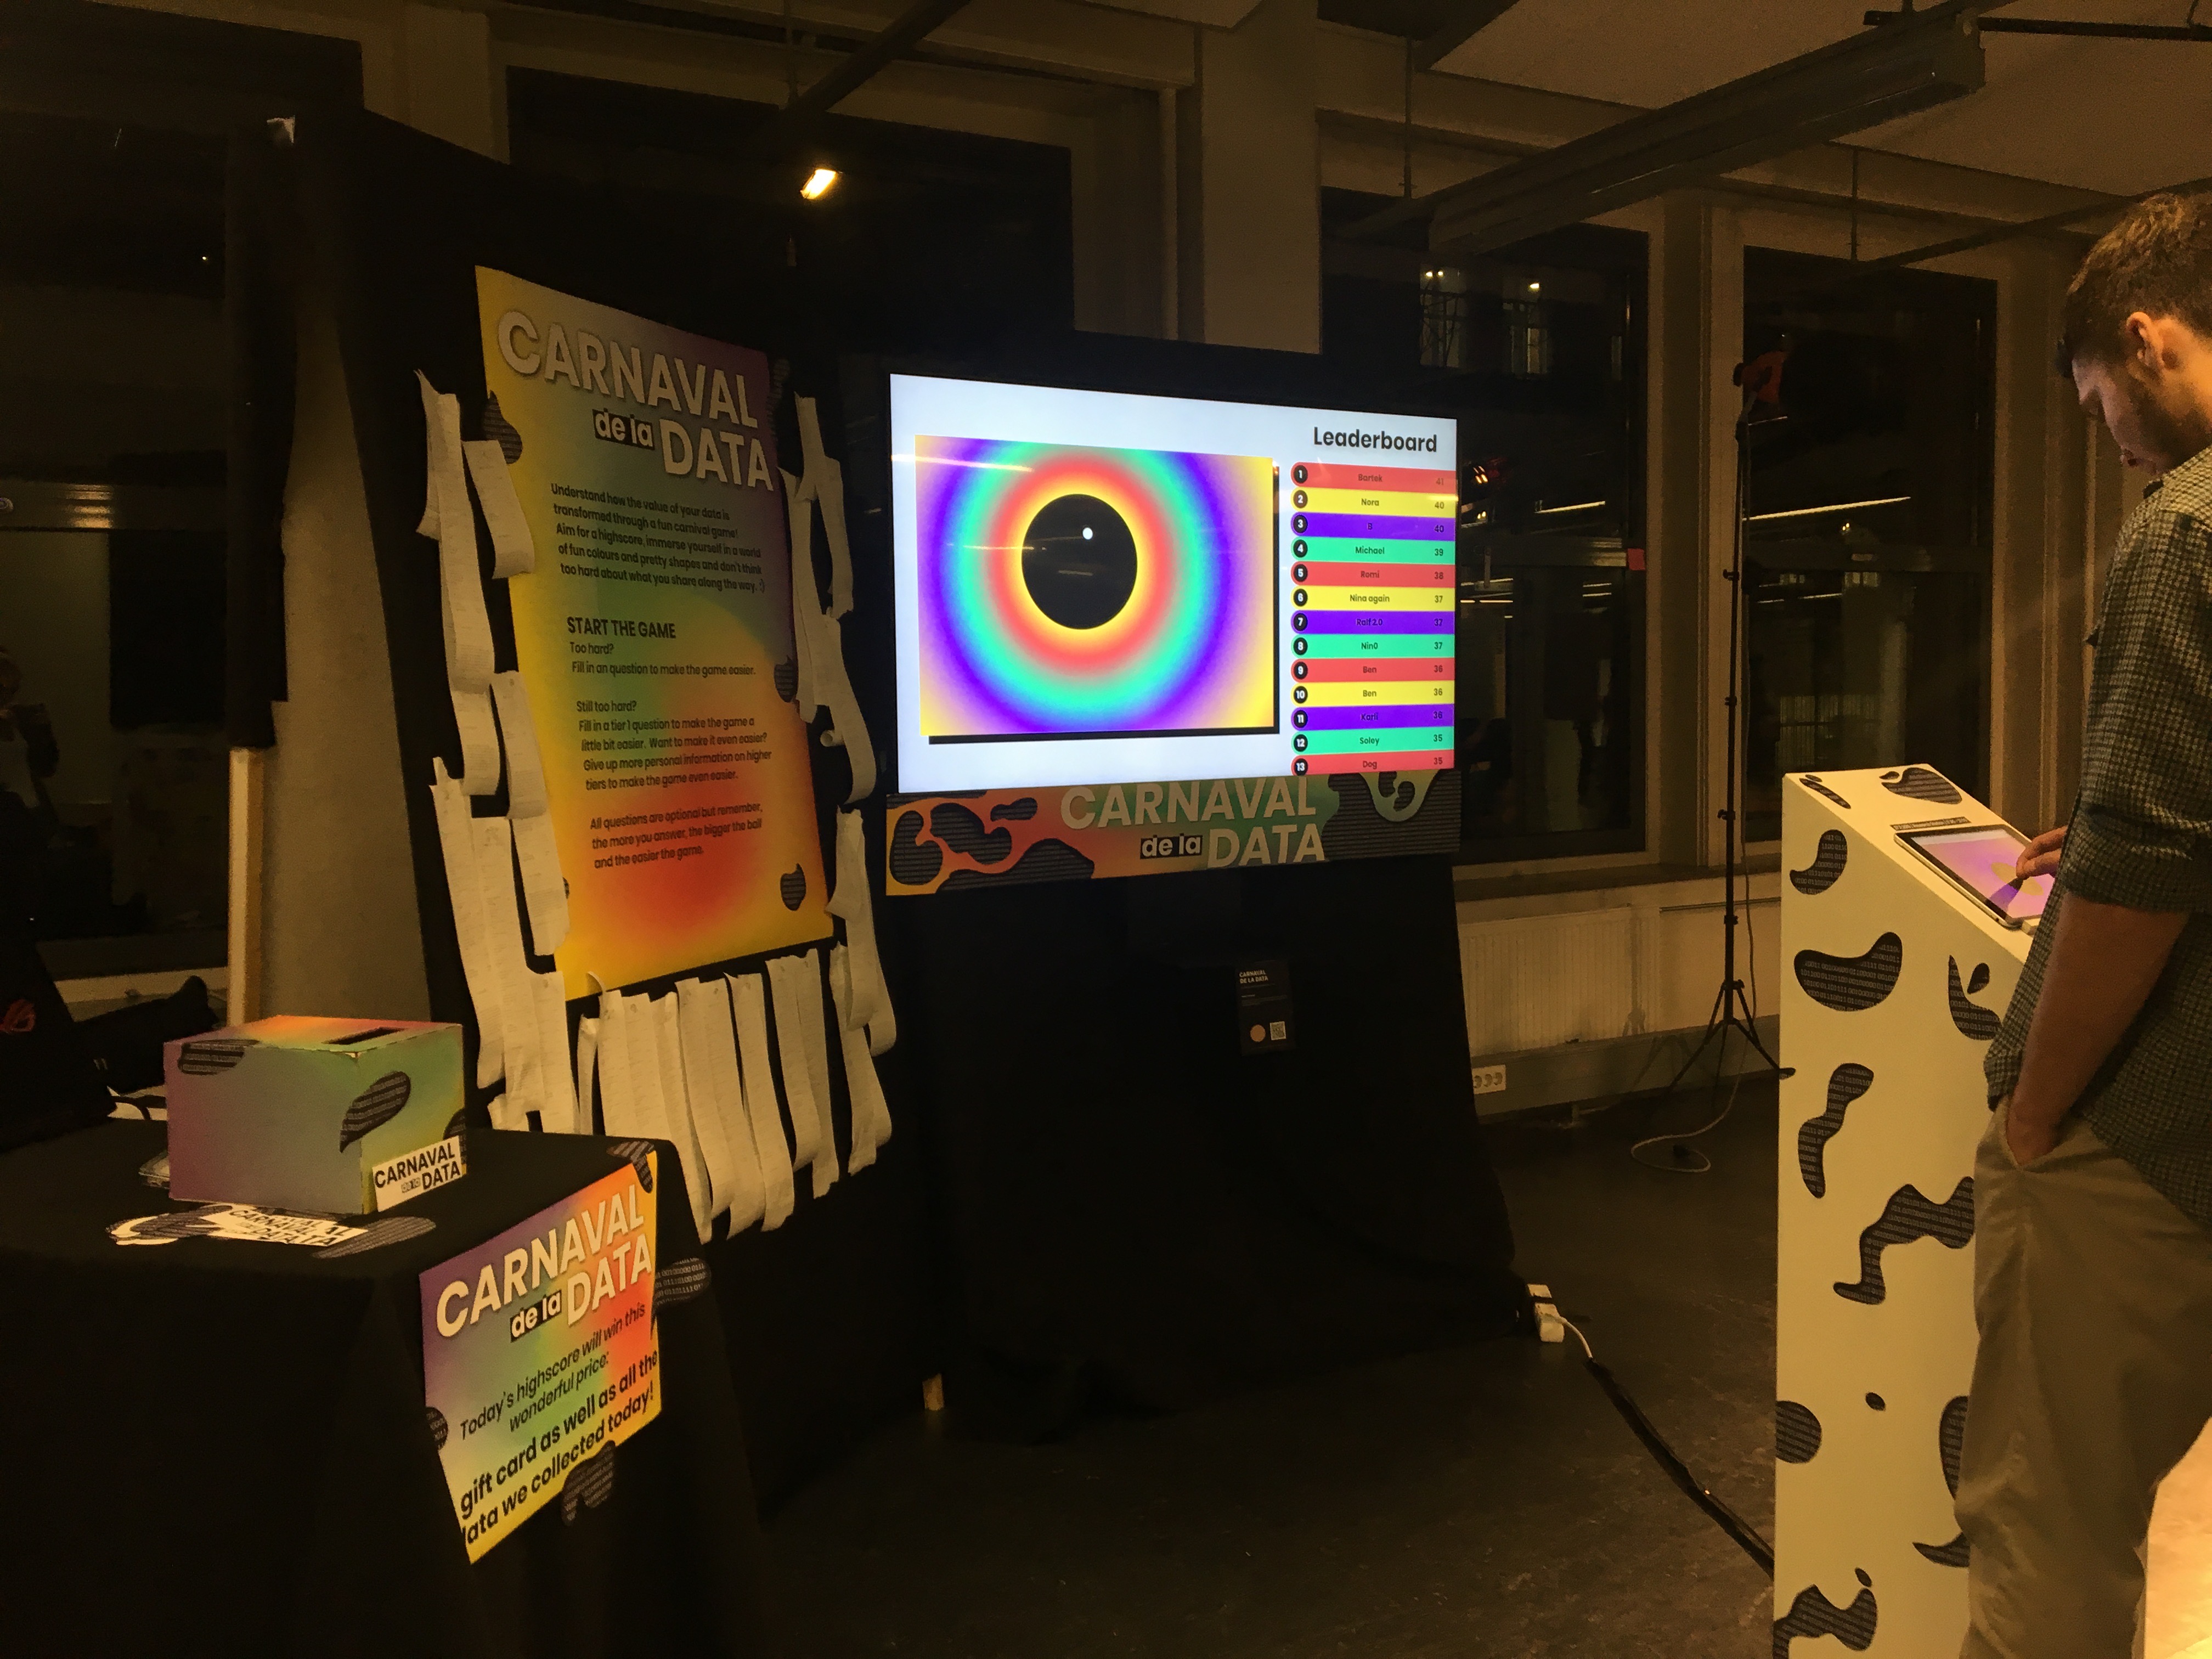 CARNAVAL
de la DATA
Understand how the value of your data is
transformed through a fun carnival game!
Aim for a highscore, immerse yourself in a world
of fun colours and pretty shapes and don't think
too hard about what you share along the way. :)
START THE GAME
Too hard?
Fill in an question to make the game easier.
Still too hard?
Fill in a tier 1 question to make the game a
little bit easier. Want to make it even easier?
Give up more personal information on higher
tiers to make the game even easier.
All questions are optional but remember,
the more you answer, the bigger the ball
and the easier the game.
Leaderboard
1 Bartek 41
2 Nora 40
3 B 40
4 Michael 39
5 Romi 38
6 Nina again 37
7 Ralf2.0 37
8 Nin0 37
9 Ben 36
10 Ben 36
11 Karil 36
12 Soley 35
13 Dog 35
CARNAVAL
de la DATA
CARNAVAL
DE LA DATA
CARNAVAL
de la DATA
CARNAVAL
DATA
CARNAVAL
de la DATA
Today's highscore will win this
wonderful price:
gift card as well as all the
data we collected today!